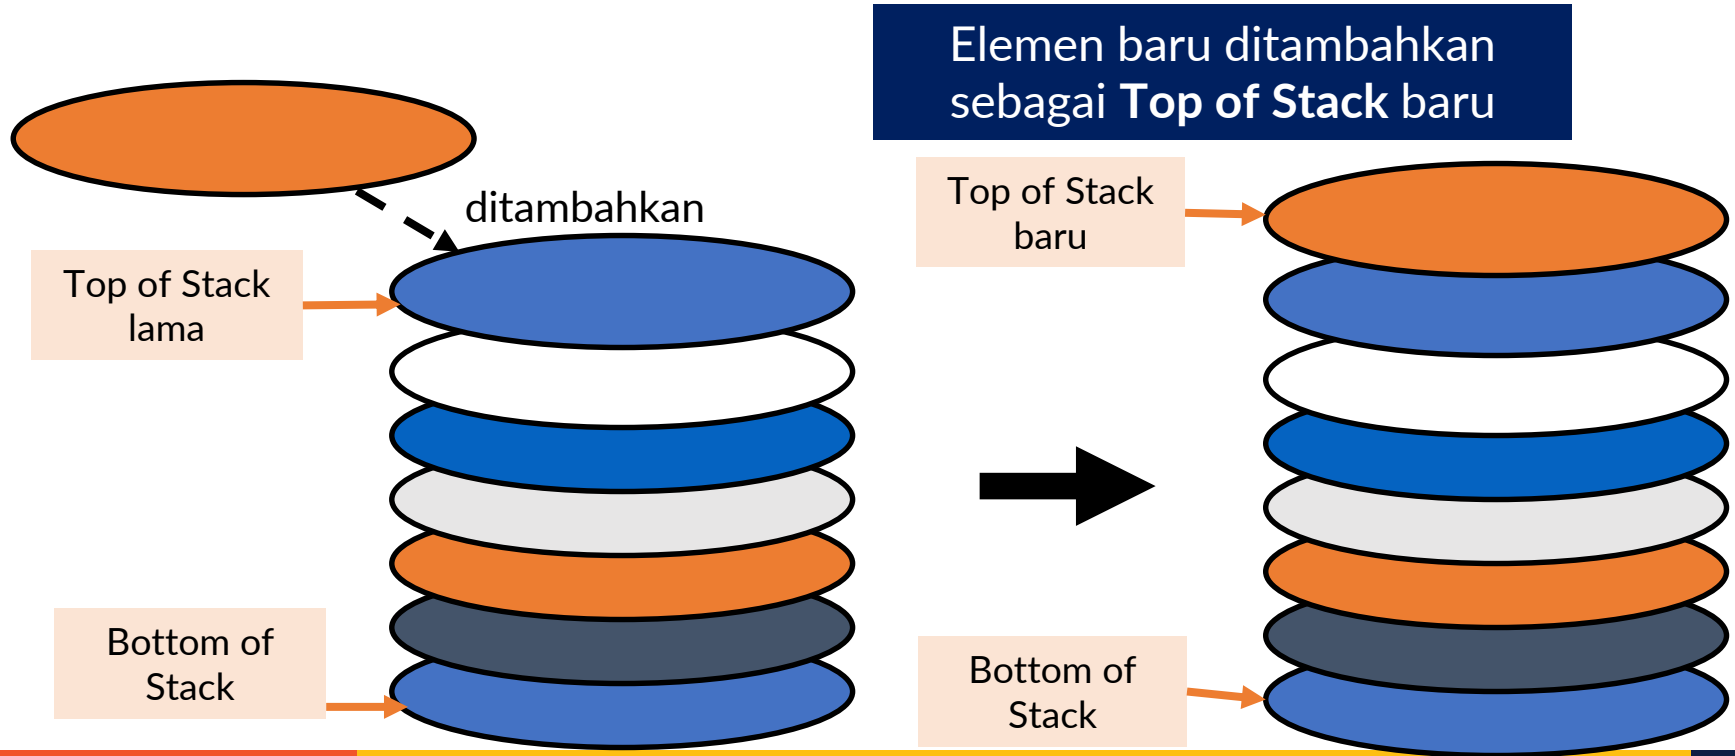 Elemen baru ditambahkan
sebagai Top of Stack baru
ditambahkan
Top of Stack
lama
Bottom of
Stack
Top of Stack
baru
Bottom of
Stack